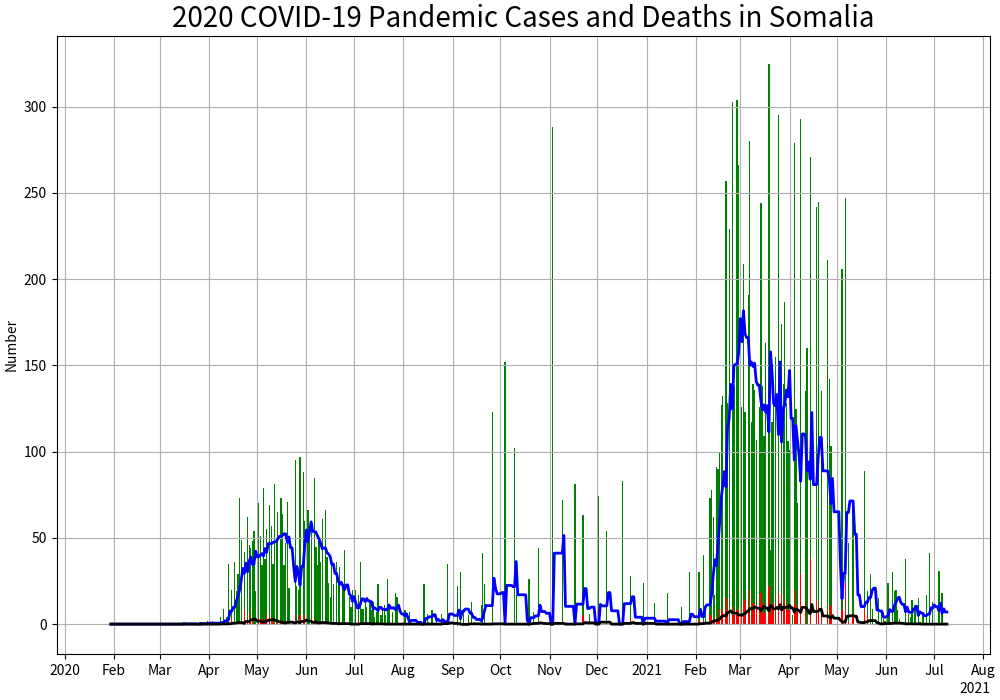 2020 COVID-19 Pandemic Cases and Deaths in Somalia
Number
300
250
200
150
100
50
0
2020 Feb Mar Apr May Jun Jul Aug Sep Oct Nov Dec 2021 Feb Mar Apr May Jun Jul Aug
2021